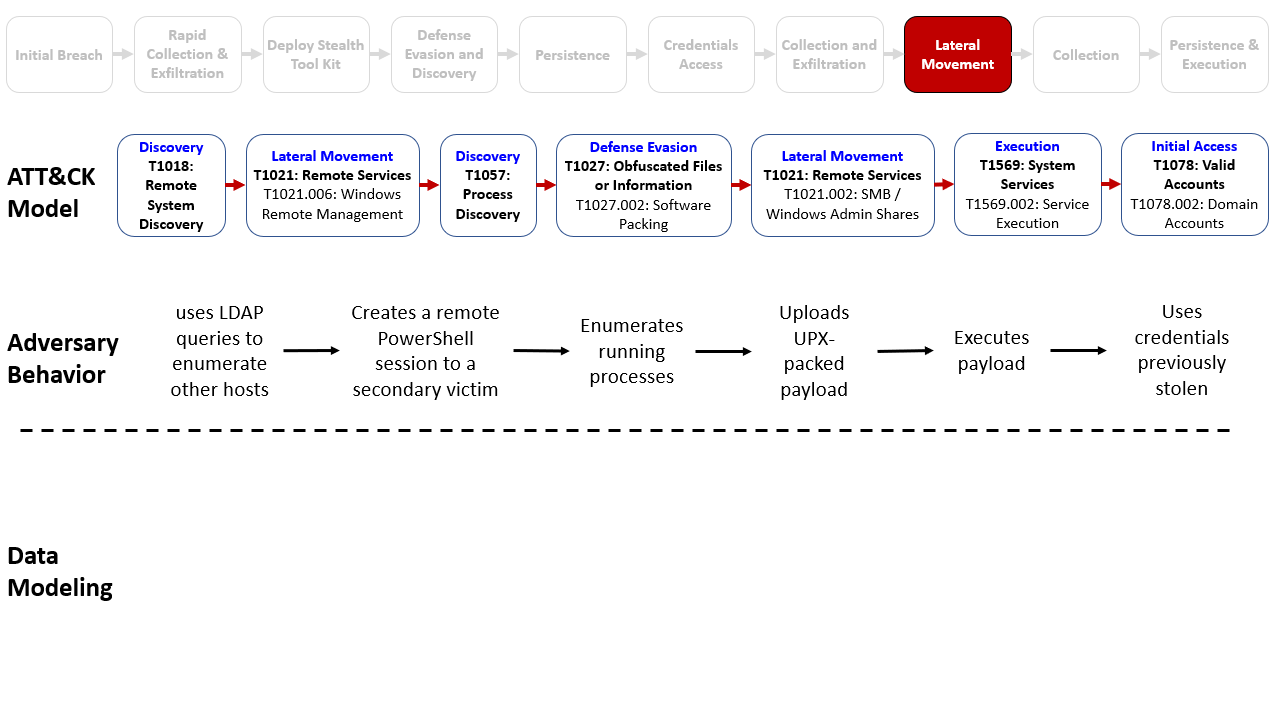 Initial Breach
Rapid
Collection &
Exfiltration
Deploy Stealth
Tool Kit
Defense
Evasion and
Discovery
Persistence
Credentials
Access
Collection and
Exfiltration
Lateral
Movement
Collection
Persistence &
Execution
ATT&CK
Model
Discovery
T1018:
Remote
System
Discovery
Lateral Movement
T1021: Remote Services
T1021.006: Windows
Remote Management
Discovery
T1057:
Process
Discovery
Defense Evasion
T1027: Obfuscated Files
or Information
T1027.002: Software
Packing
Lateral Movement
T1021: Remote Services
T1021.002: SMB /
Windows Admin Shares
Execution
T1569: System
Services
T1569.002: Service
Execution
Initial Access
T1078: Valid
Accounts
T1078.002: Domain
Accounts
Adversary
Behavior
uses LDAP
queries to
enumerate
other hosts
Creates a remote
PowerShell
session to a
secondary victim
Enumerates
running
processes
Uploads
UPX-
packed
payload
Executes
payload
Uses
credentials
previously
stolen
Data
Modeling